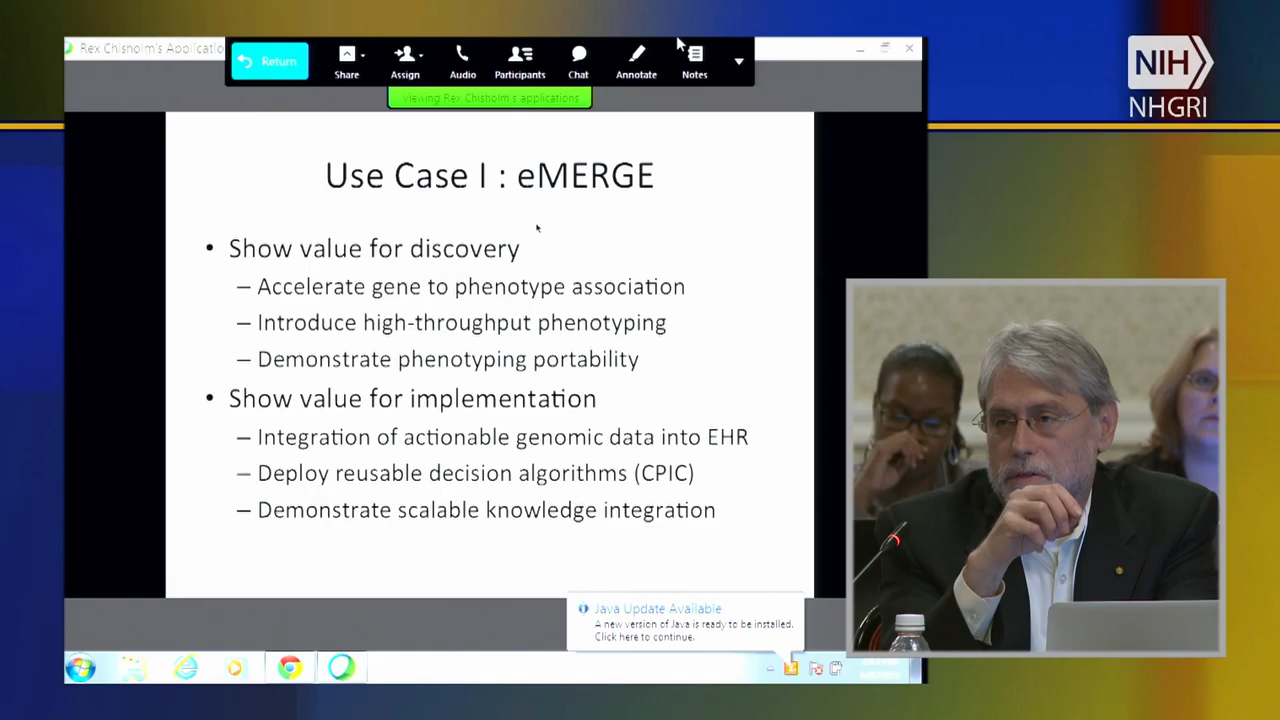 Rex Chisholm's Applicatio
Return
Share
Assign
Audio
Participants
Chat
Annotate
Notes
Viewing Rex Chisholm's applications
NIH
NHGRI
Use Case I : eMERGE
• Show value for discovery
– Accelerate gene to phenotype association
– Introduce high-throughput phenotyping
– Demonstrate phenotyping portability
• Show value for implementation
– Integration of actionable genomic data into EHR
– Deploy reusable decision algorithms (CPIC)
– Demonstrate scalable knowledge integration
Java Update Available
A new version of Java is ready to be installed.
Click here to continue.